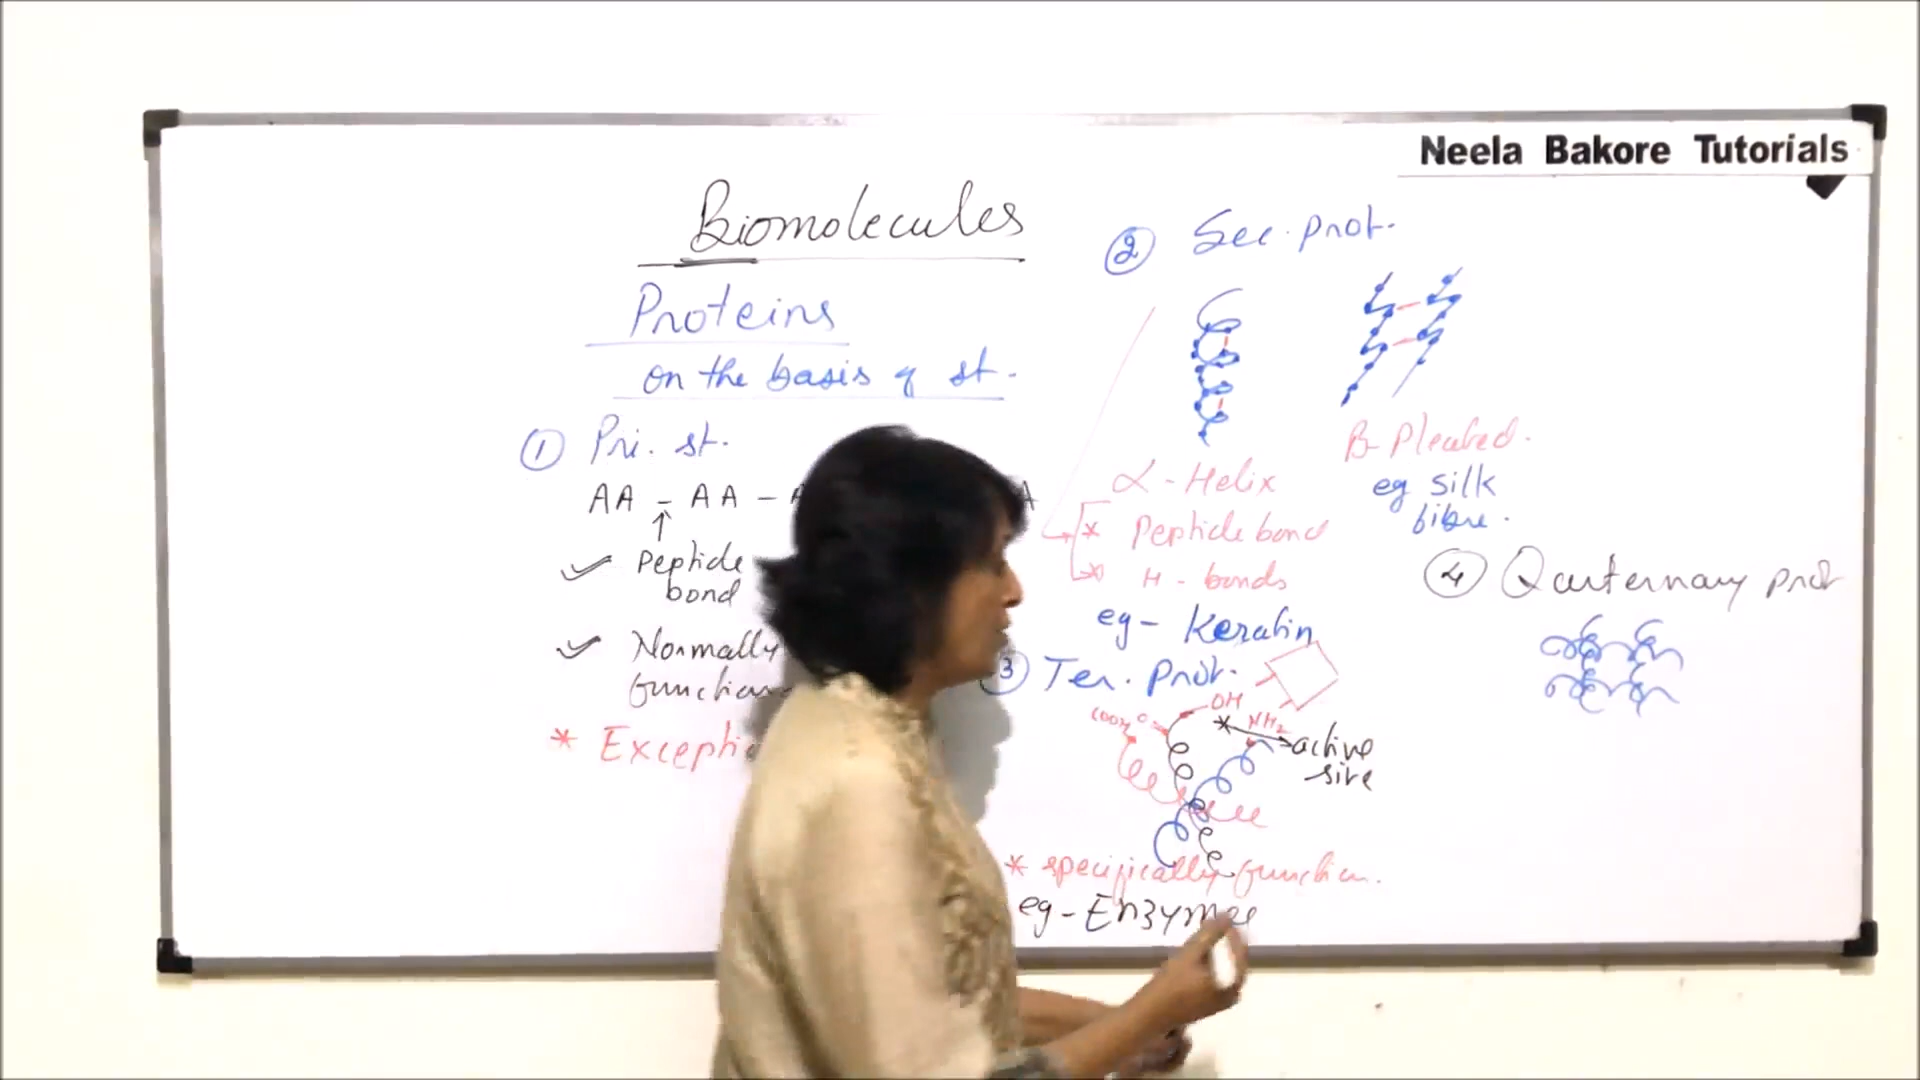 Neela Bakore Tutorials
Biomolecules
Proteins
on the basis of st.
① Pri. st.
AA - AA -
Peptide
bond
Normally
*
② Sec. prot.
α - Helix
* Peptide bond
* H - bonds
eg - Keratin
β- Pleated.
eg silk
fibre.
③ Ter. Prot.
COOH
OH
NH₂
active
site
* specifically function.
eg - Enzymes
④ Quternary prot